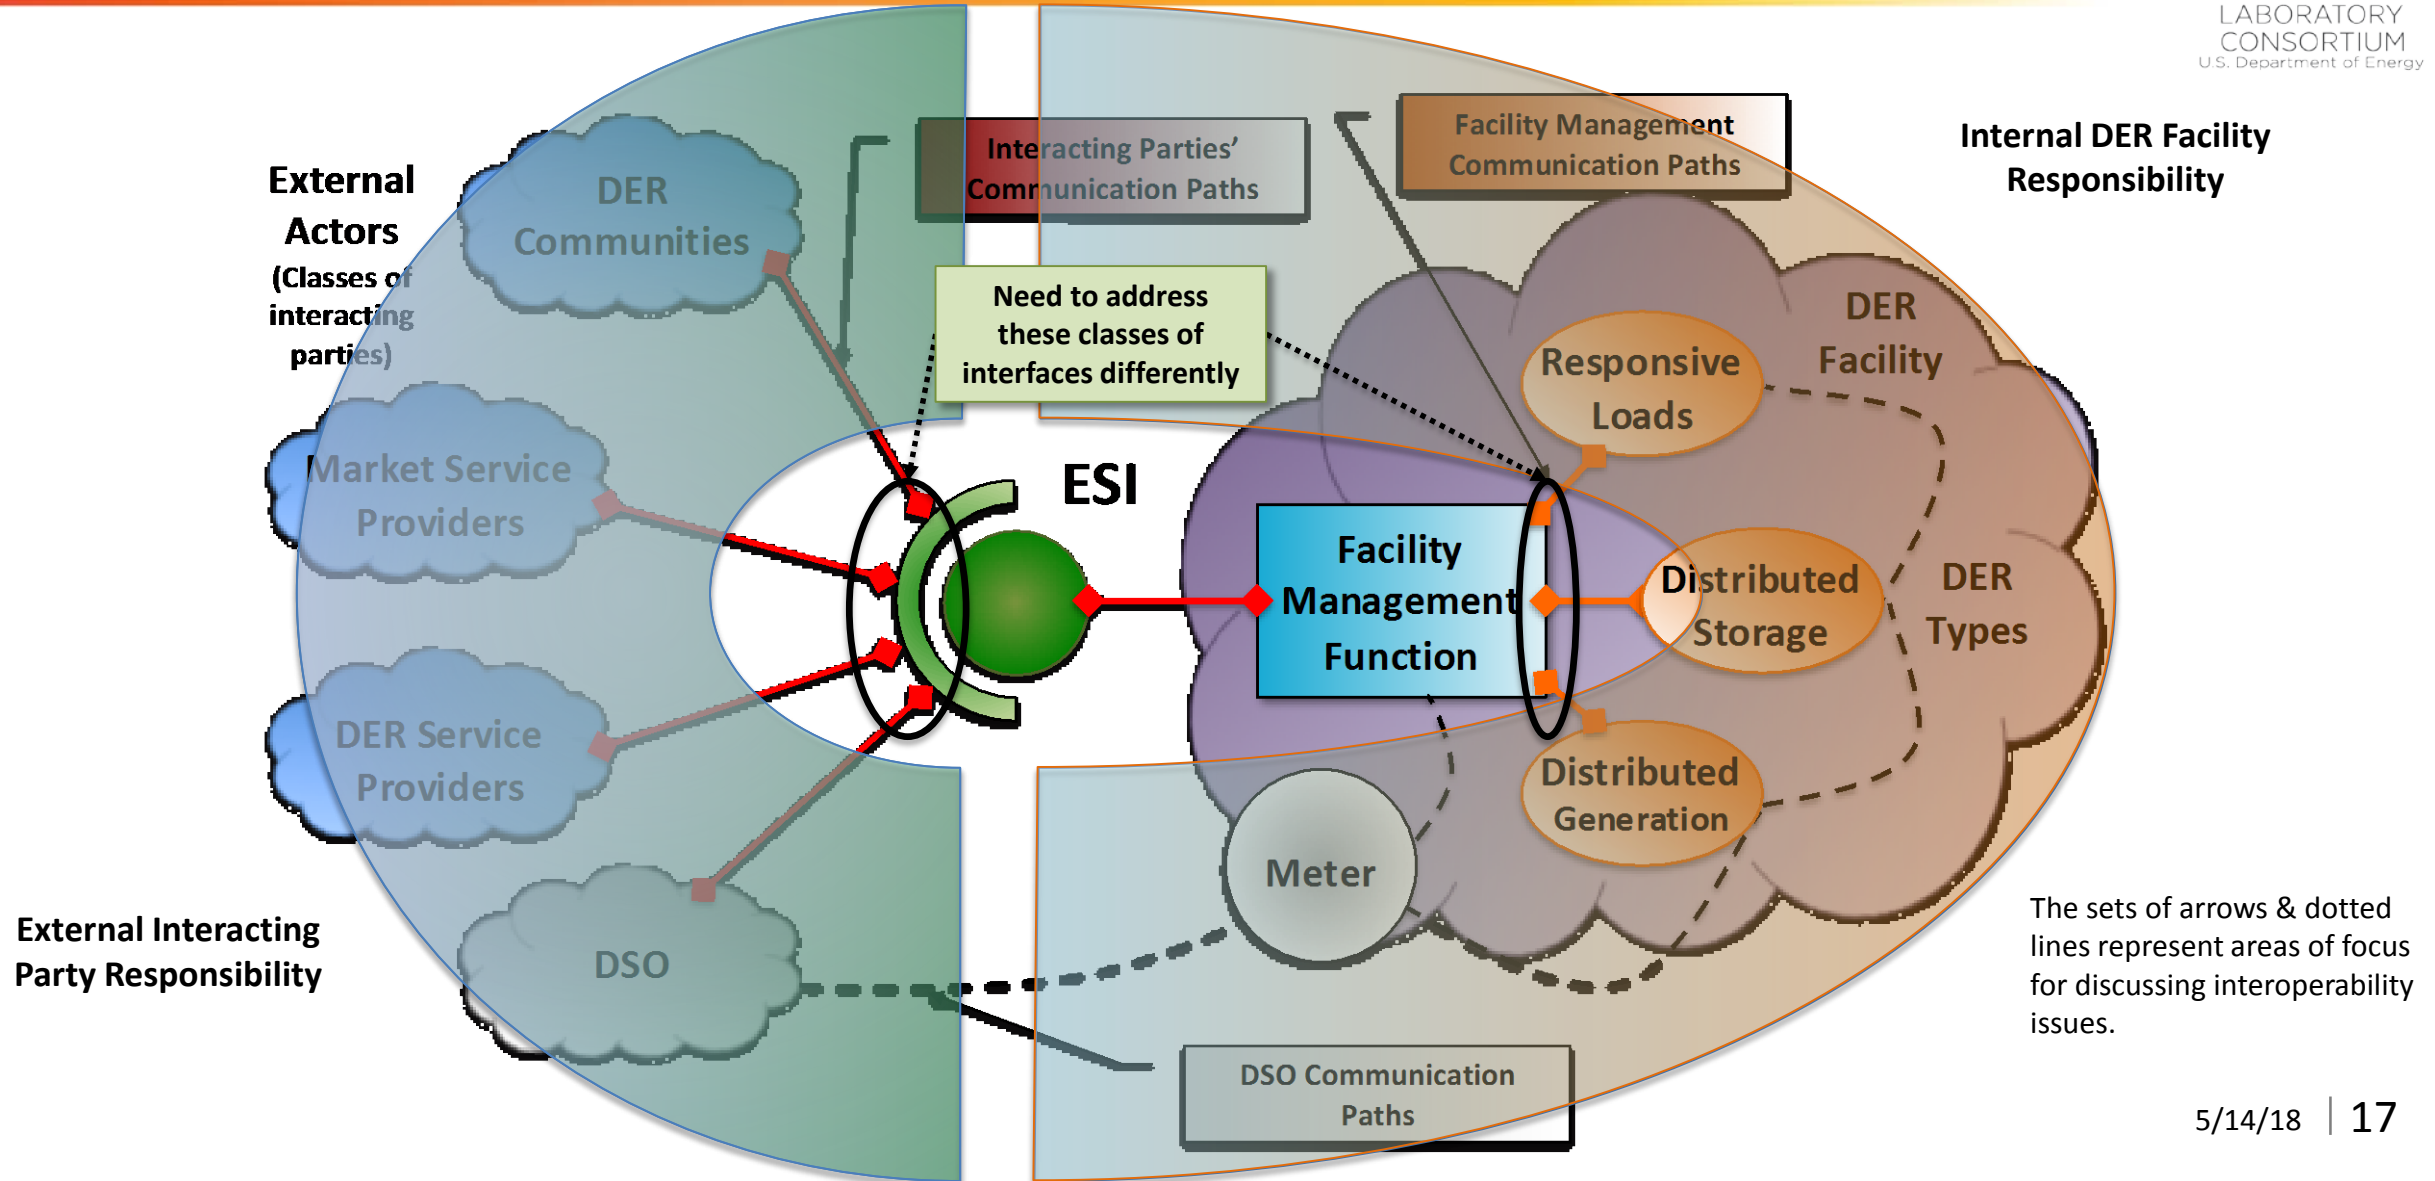 LABORATORY
CONSORTIUM
U.S. Department of Energy
External
Actors
(Classes of
interacting
parties)
DER
Communities
Interacting Parties’
Communication Paths
Facility Management
Communication Paths
Internal DER Facility
Responsibility
Need to address
these classes of
interfaces differently
DER
Facility
Responsive
Loads
Market Service
Providers
ESI
Facility
Management
Function
Distributed
Storage
DER
Types
DER Service
Providers
Distributed
Generation
Meter
External Interacting
Party Responsibility
DSO
The sets of arrows & dotted
lines represent areas of focus
for discussing interoperability
issues.
DSO Communication
Paths
5/14/18 | 17